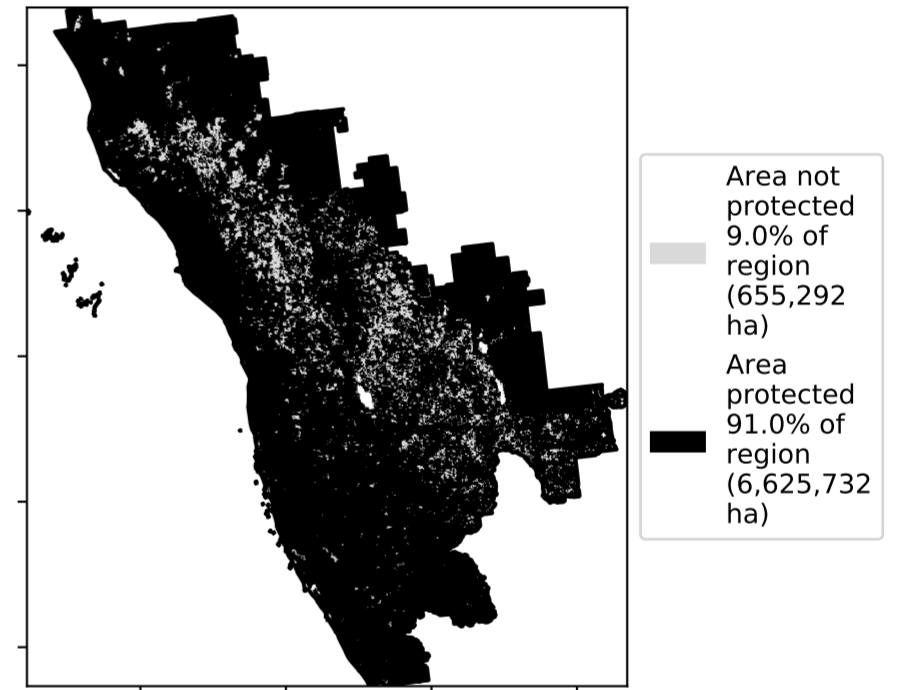 Area not
protected
9.0% of
region
(655,292
ha)
Area
protected
91.0% of
region
(6,625,732
ha)